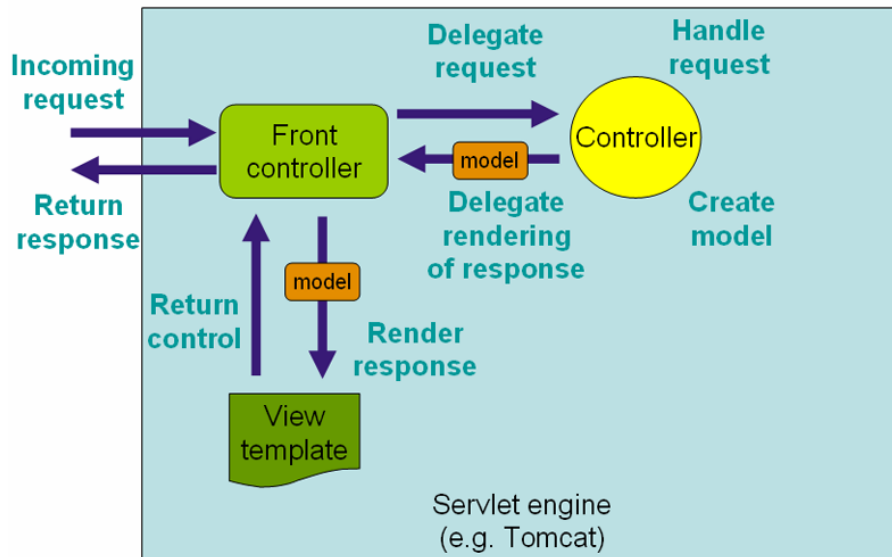 Incoming
request
Return
response
Front
controller
Delegate
request
Handle
request
Controller
model
Delegate
rendering
of response
Create
model
model
Return
control
Render
response
View
template
Servlet engine
(e.g. Tomcat)